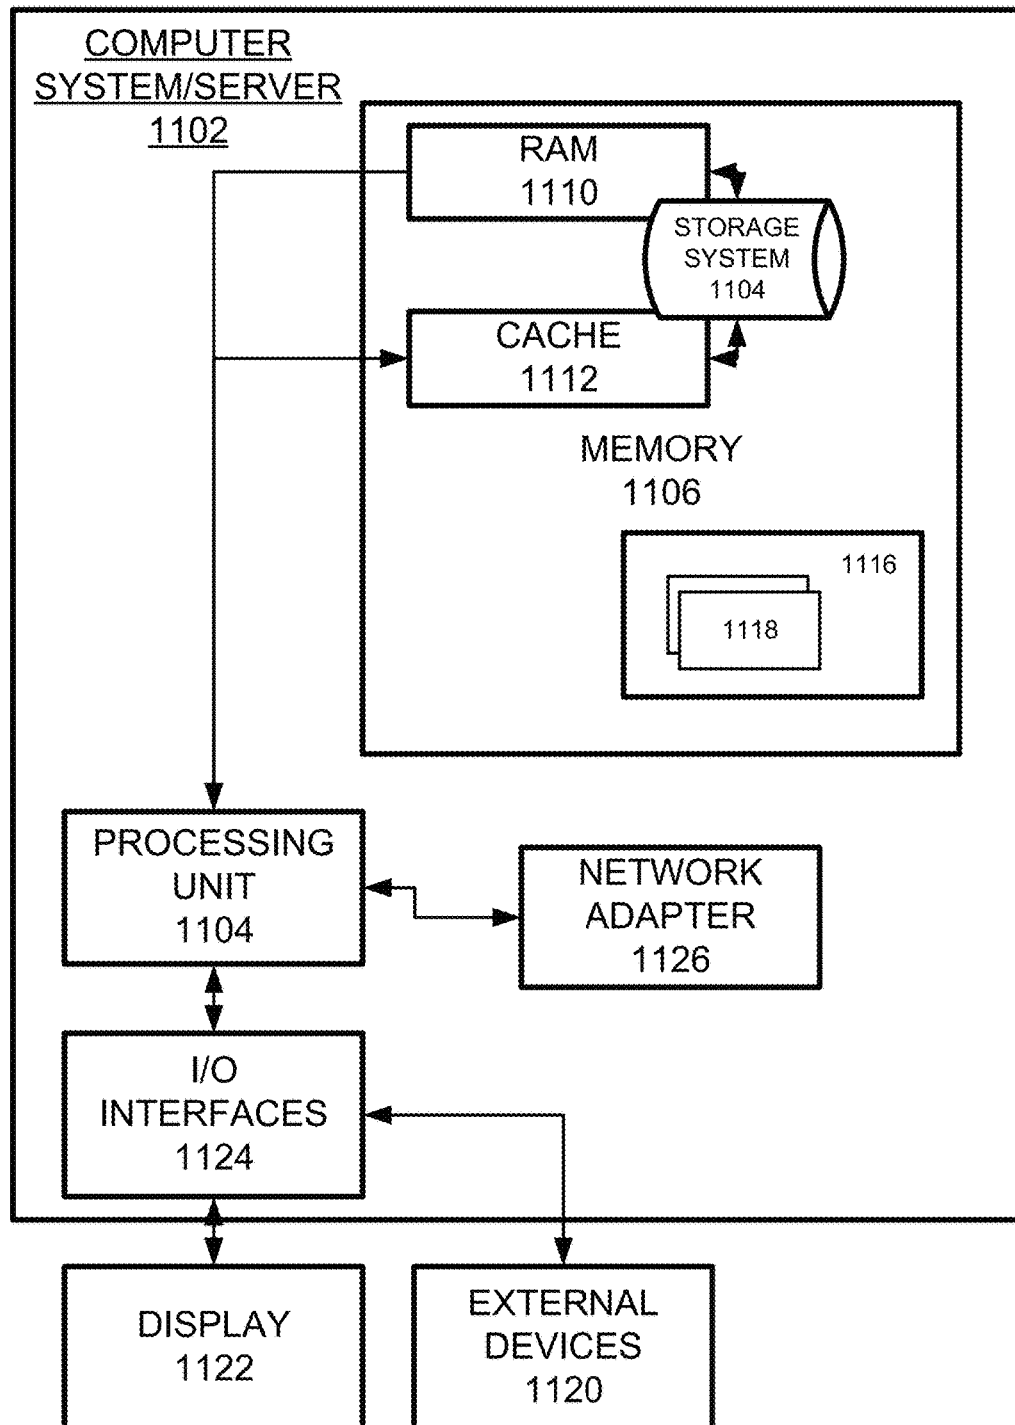 COMPUTER
SYSTEM/SERVER
1102
RAM
1110
STORAGE
SYSTEM
1104
CACHE
1112
MEMORY
1106
1116
1118
PROCESSING
UNIT
1104
NETWORK
ADAPTER
1126
I/O
INTERFACES
1124
DISPLAY
1122
EXTERNAL
DEVICES
1120